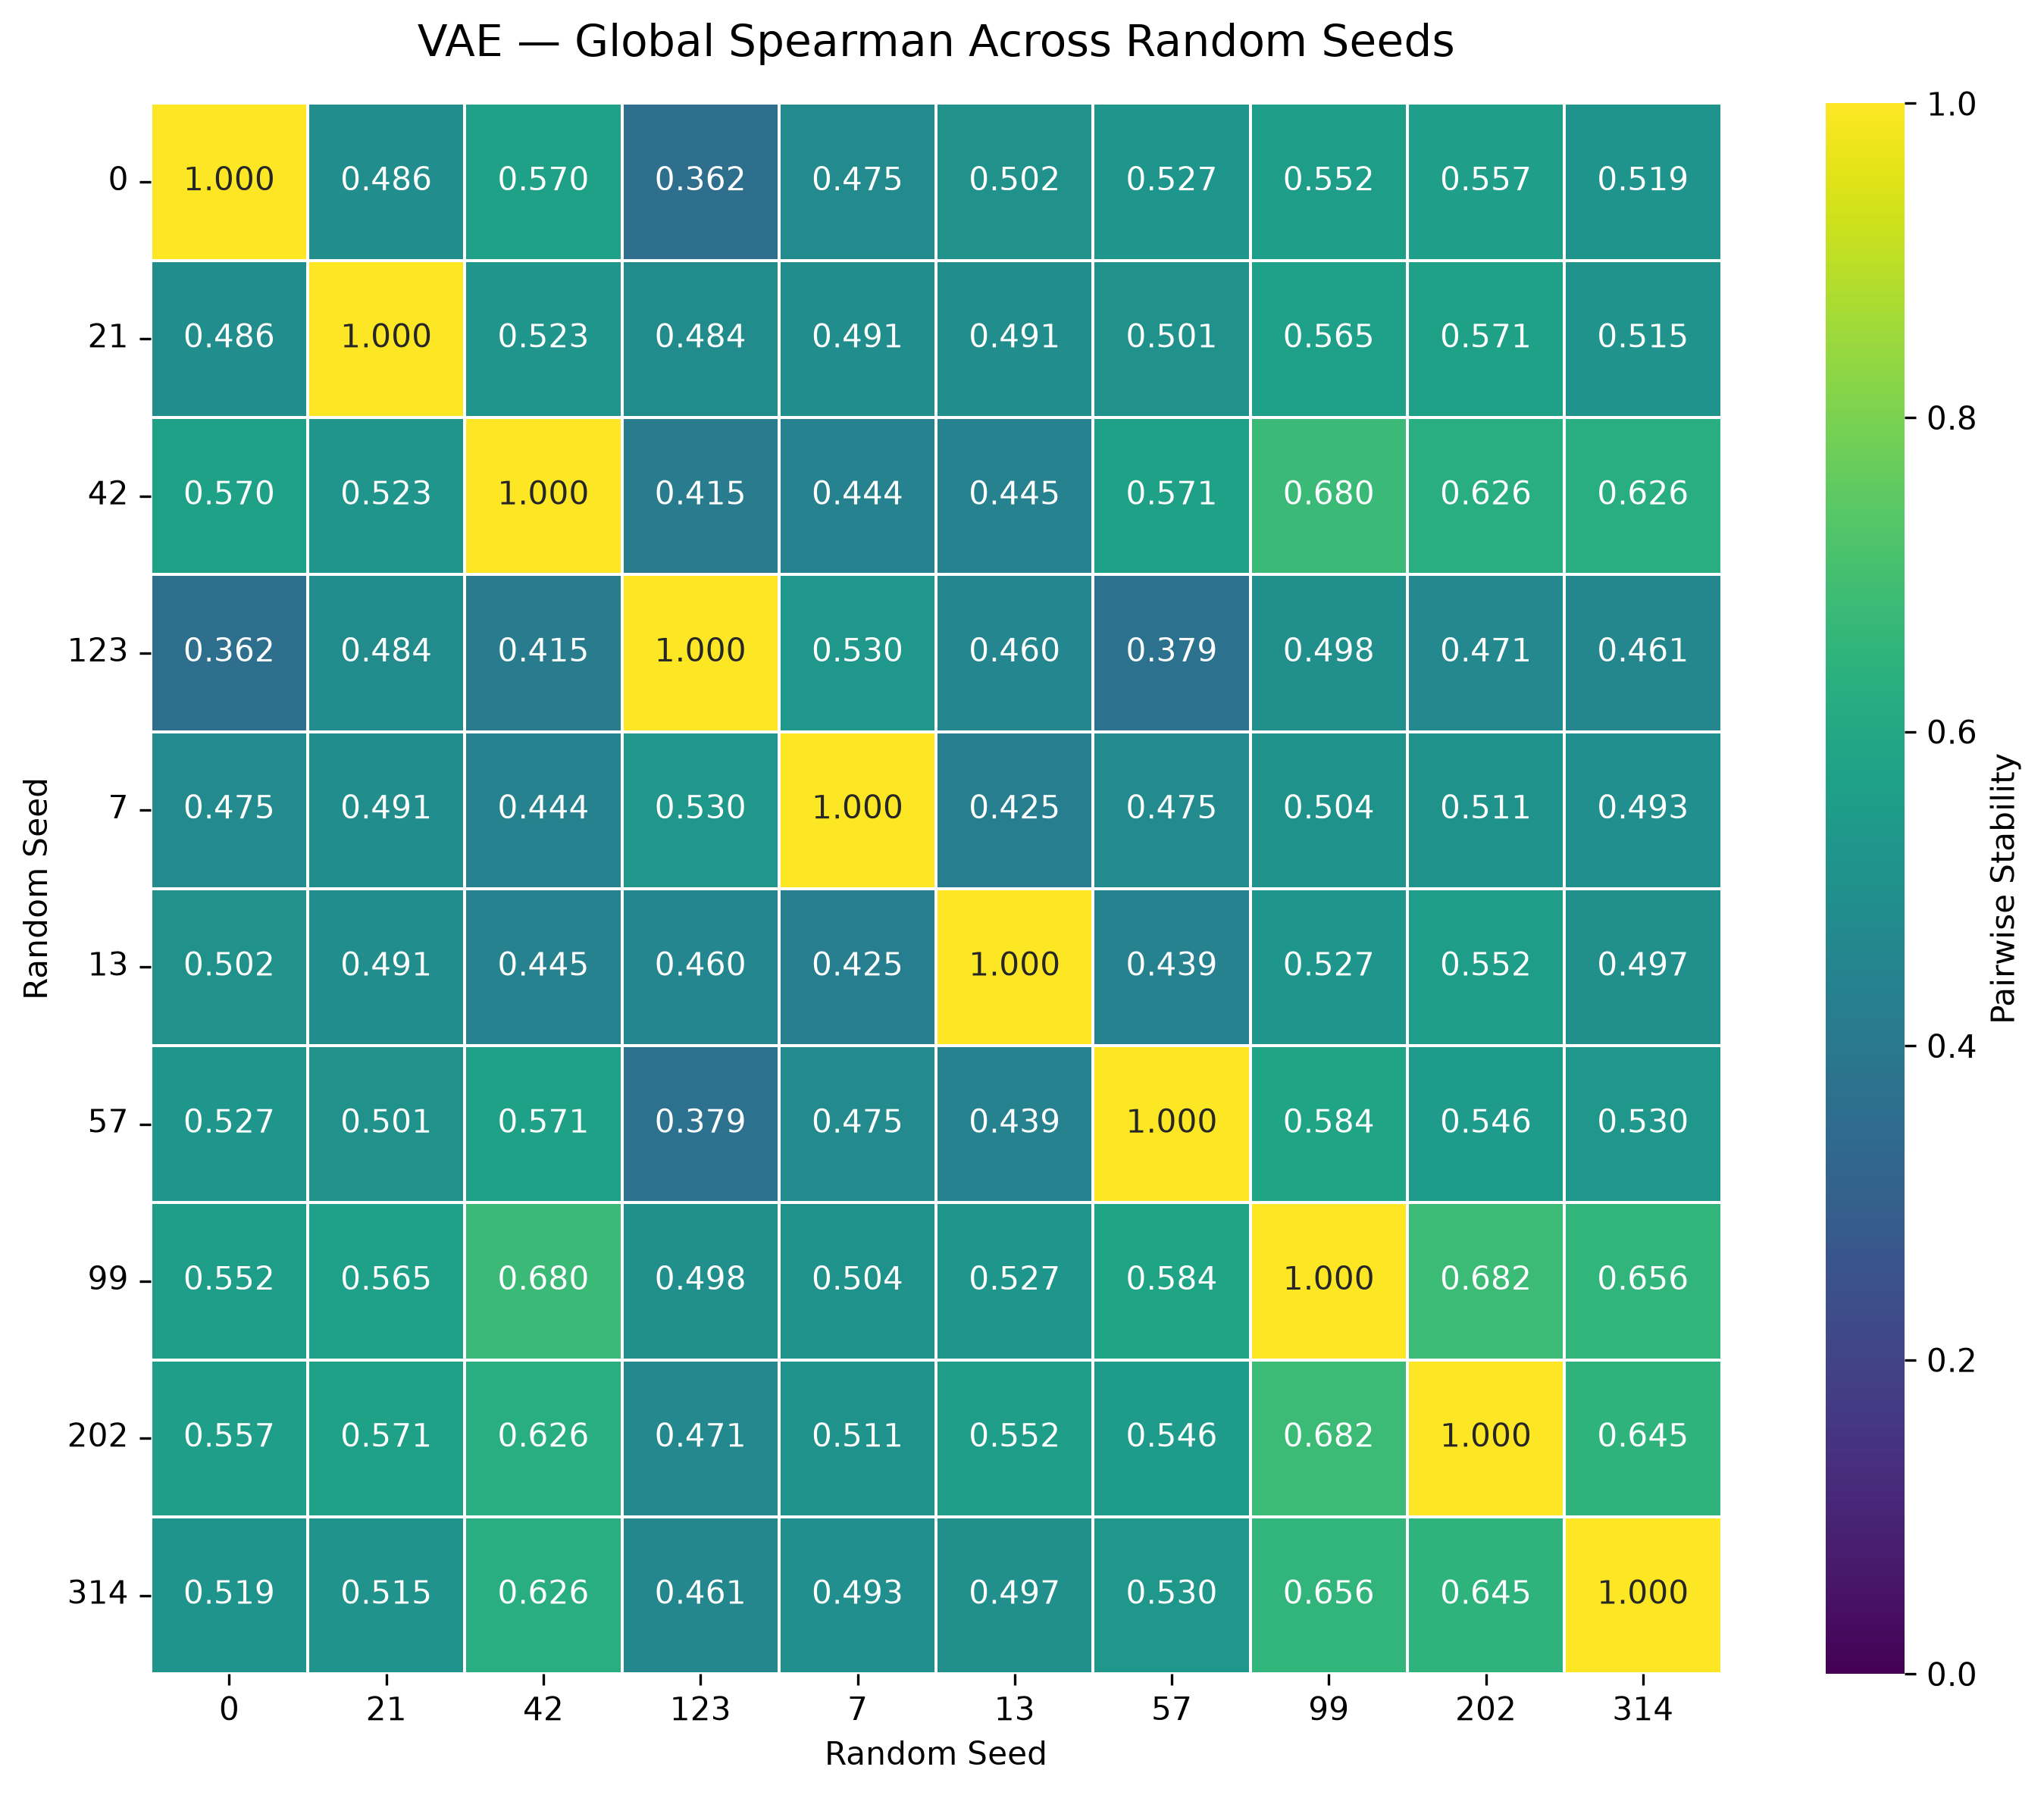 VAE — Global Spearman Across Random Seeds
0 1.000 0.486 0.570 0.362 0.475 0.502 0.527 0.552 0.557 0.519
21 0.486 1.000 0.523 0.484 0.491 0.491 0.501 0.565 0.571 0.515
42 0.570 0.523 1.000 0.415 0.444 0.445 0.571 0.680 0.626 0.626
123 0.362 0.484 0.415 1.000 0.530 0.460 0.379 0.498 0.471 0.461
7 0.475 0.491 0.444 0.530 1.000 0.425 0.475 0.504 0.511 0.493
13 0.502 0.491 0.445 0.460 0.425 1.000 0.439 0.527 0.552 0.497
57 0.527 0.501 0.571 0.379 0.475 0.439 1.000 0.584 0.546 0.530
99 0.552 0.565 0.680 0.498 0.504 0.527 0.584 1.000 0.682 0.656
202 0.557 0.571 0.626 0.471 0.511 0.552 0.546 0.682 1.000 0.645
314 0.519 0.515 0.626 0.461 0.493 0.497 0.530 0.656 0.645 1.000
0 21 42 123 7 13 57 99 202 314
Random Seed
Random Seed
1.0
0.8
0.6
0.4
0.2
0.0
Pairwise Stability